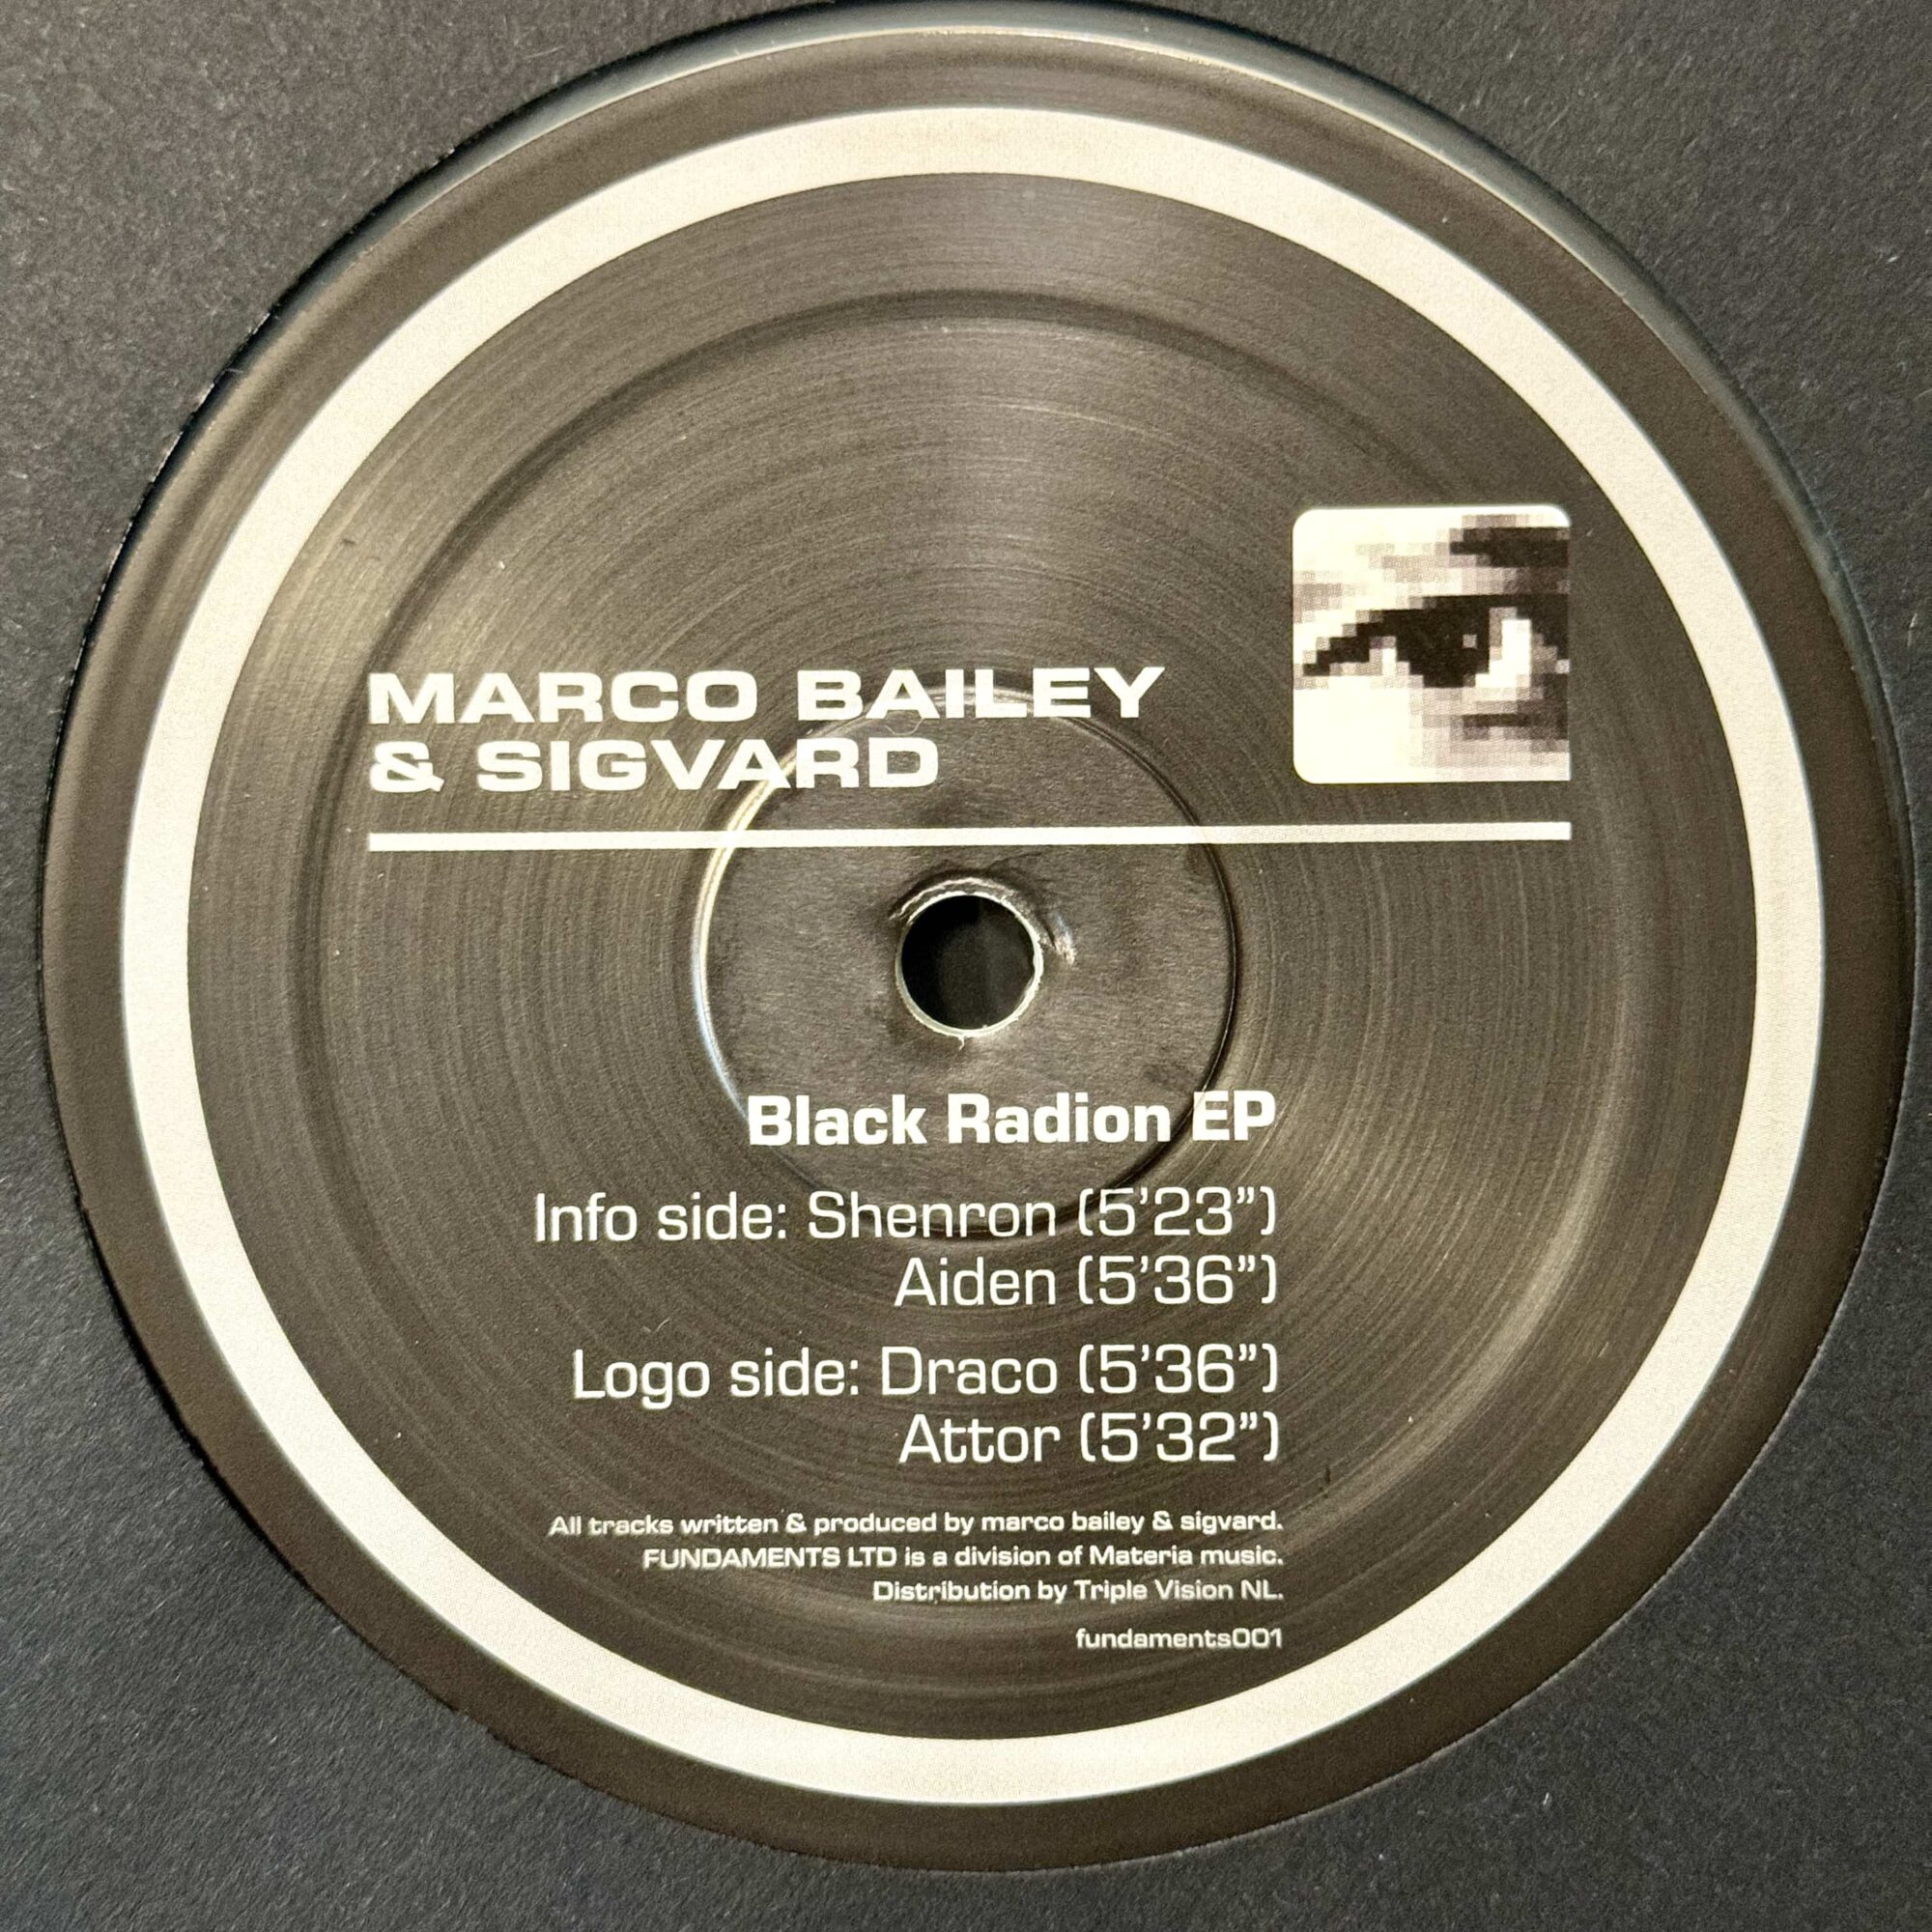 MARCO BAILEY
& SIGVARD
Black Radion EP
Info side: Shenron (5’23”)
Aiden (5’36”)
Logo side: Draco (5’36”)
Attor (5’32”)
All tracks written & produced by marco bailey & sigvard.
FUNDAMENTS LTD is a division of Materia music.
Distribution by Triple Vision NL.
fundaments001